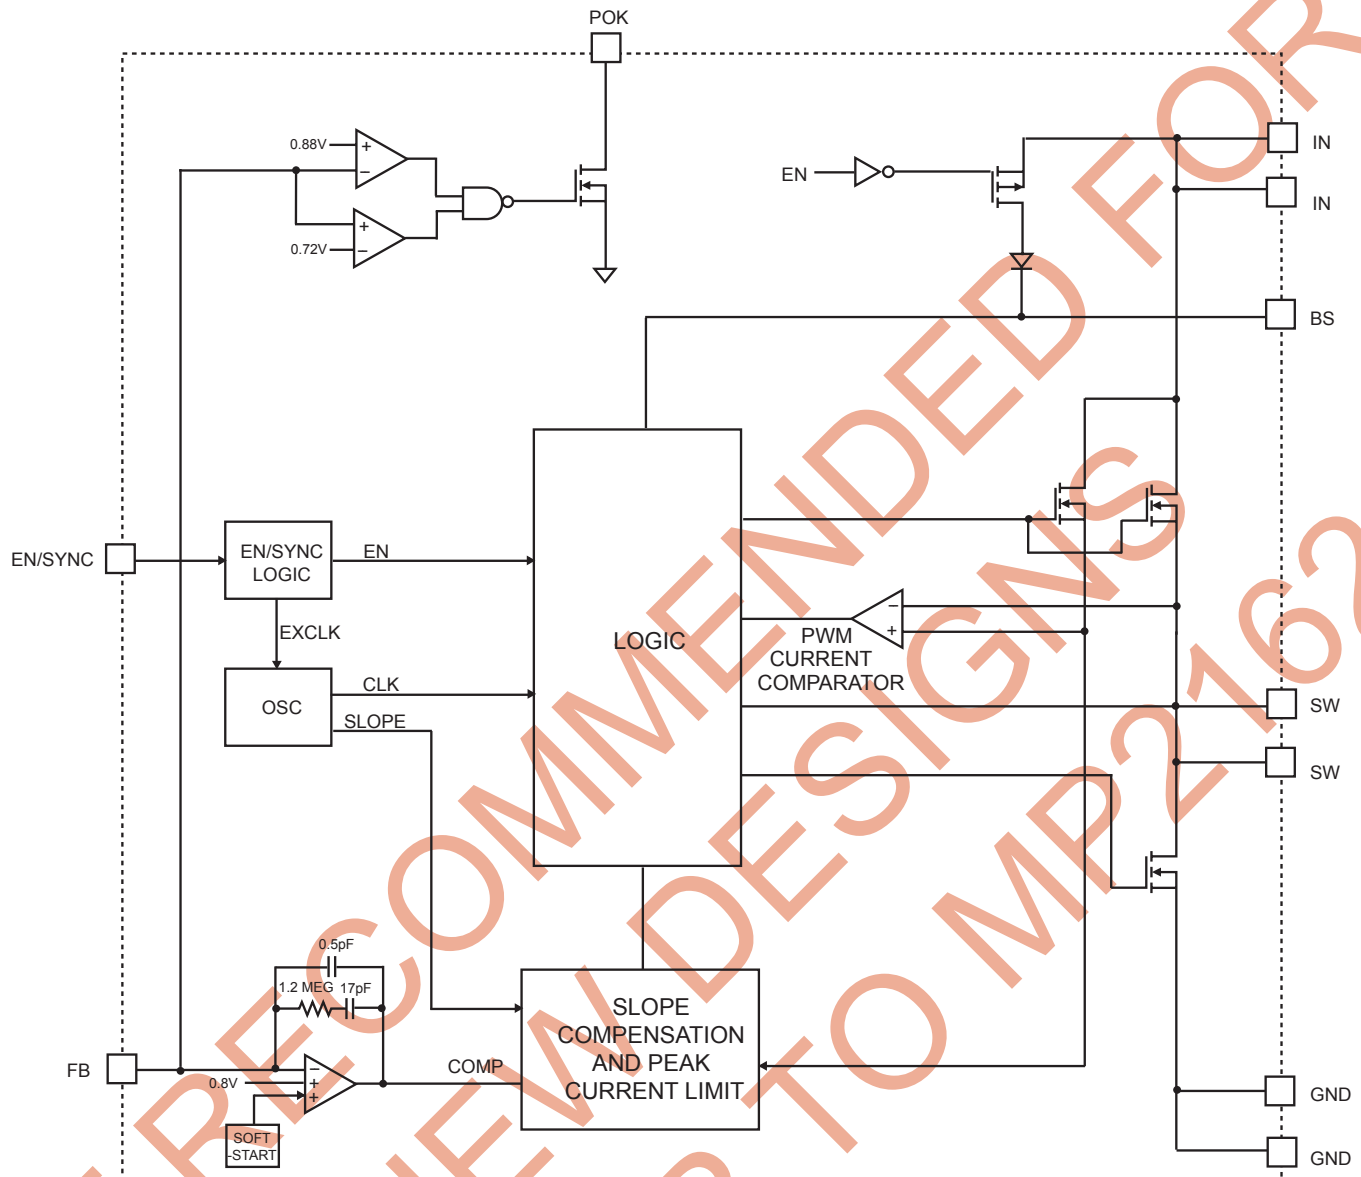 POK
0.88V
+
−
0.72V
+
−
EN
IN
IN
BS
EN/SYNC
EN/SYNC
LOGIC
EN
EXCLK
OSC
CLK
SLOPE
LOGIC
−
+
PWM
CURRENT
COMPARATOR
SW
SW
0.5pF
1.2 MEG
17pF
FB
0.8V
−
+
+
SOFT
-START
COMP
SLOPE
COMPENSATION
AND PEAK
CURRENT LIMIT
GND
GND
RECOMMENDED FOR
NEW DESIGNS
TO MP2162